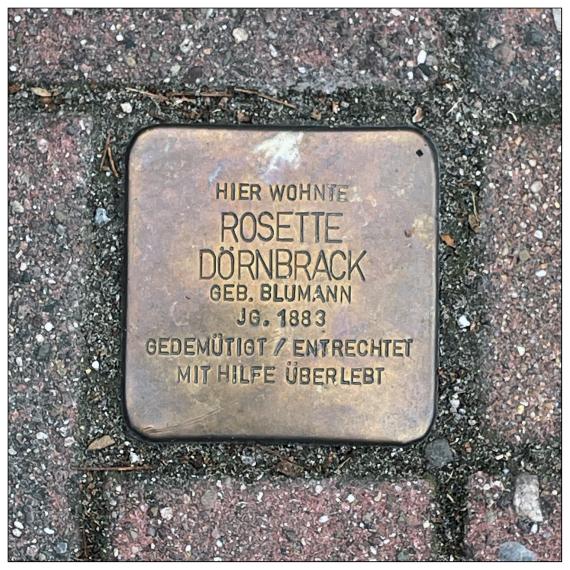 HIER WOHNTE
ROSETTE
DÖRNBRACK
GEB. BLUMANN
JG. 1883
GEDEMÜTIGT / ENTRECHTET
MIT HILFE ÜBERLEBT